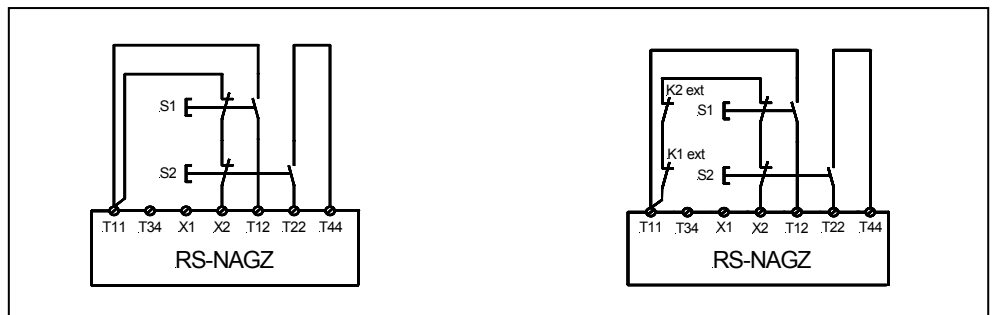 S1
S2
T11 T34 X1 X2 T12 T22 T44
RS-NAGZ
K2 ext
S1
K1 ext
S2
T11 T34 X1 X2 T12 T22 T44
RS-NAGZ